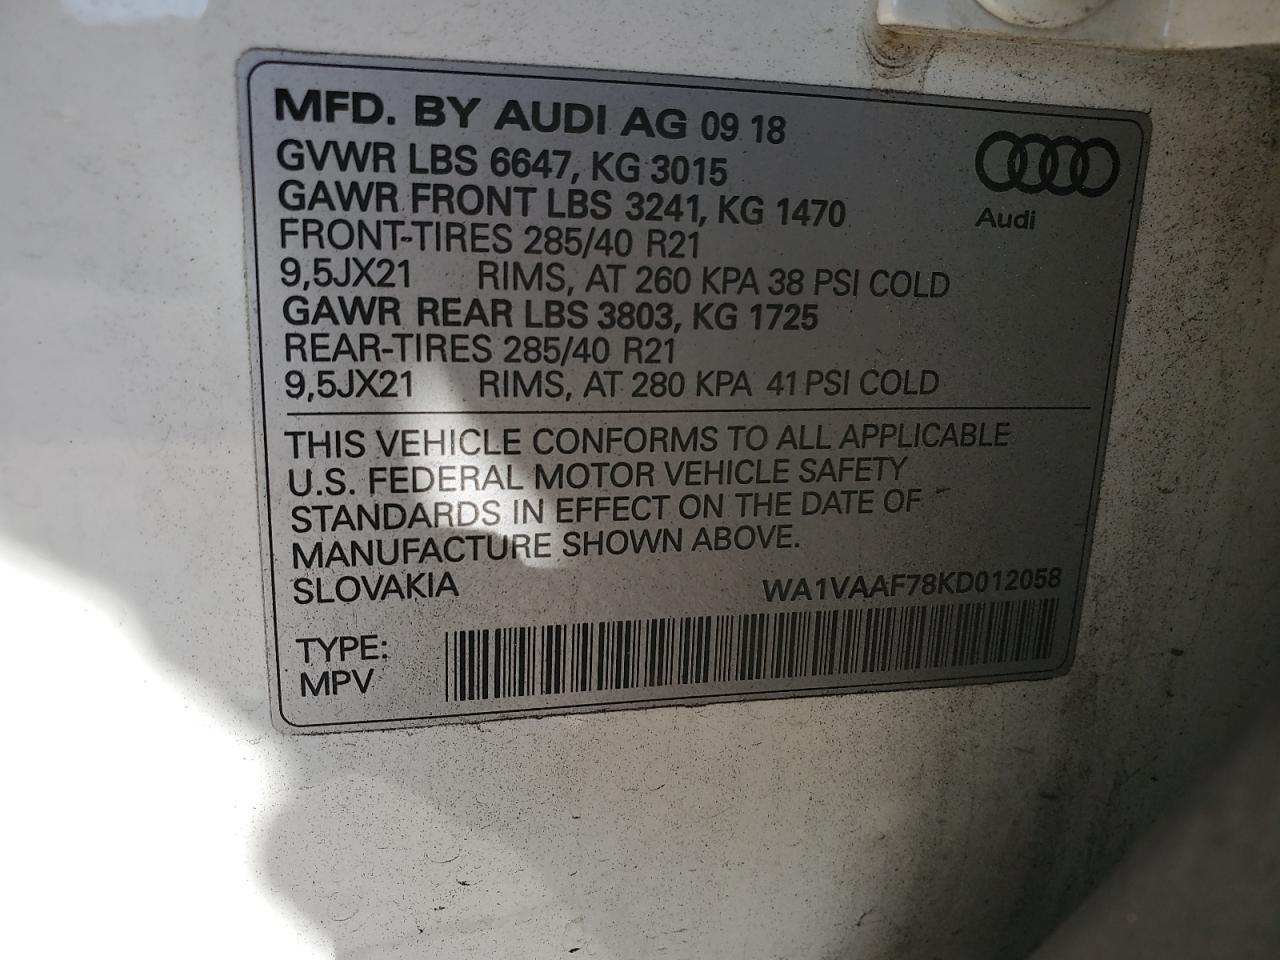 MFD. BY AUDI AG 09 18
GVWR LBS 6647, KG 3015
GAWR FRONT LBS 3241, KG 1470
FRONT-TIRES 285/40 R21
9,5JX21 RIMS, AT 260 KPA 38 PSI COLD
GAWR REAR LBS 3803, KG 1725
REAR-TIRES 285/40 R21
9,5JX21 RIMS, AT 280 KPA 41 PSI COLD
Audi
THIS VEHICLE CONFORMS TO ALL APPLICABLE
U.S. FEDERAL MOTOR VEHICLE SAFETY
STANDARDS IN EFFECT ON THE DATE OF
MANUFACTURE SHOWN ABOVE.
SLOVAKIA WA1VAAF78KD012058
TYPE:
MPV